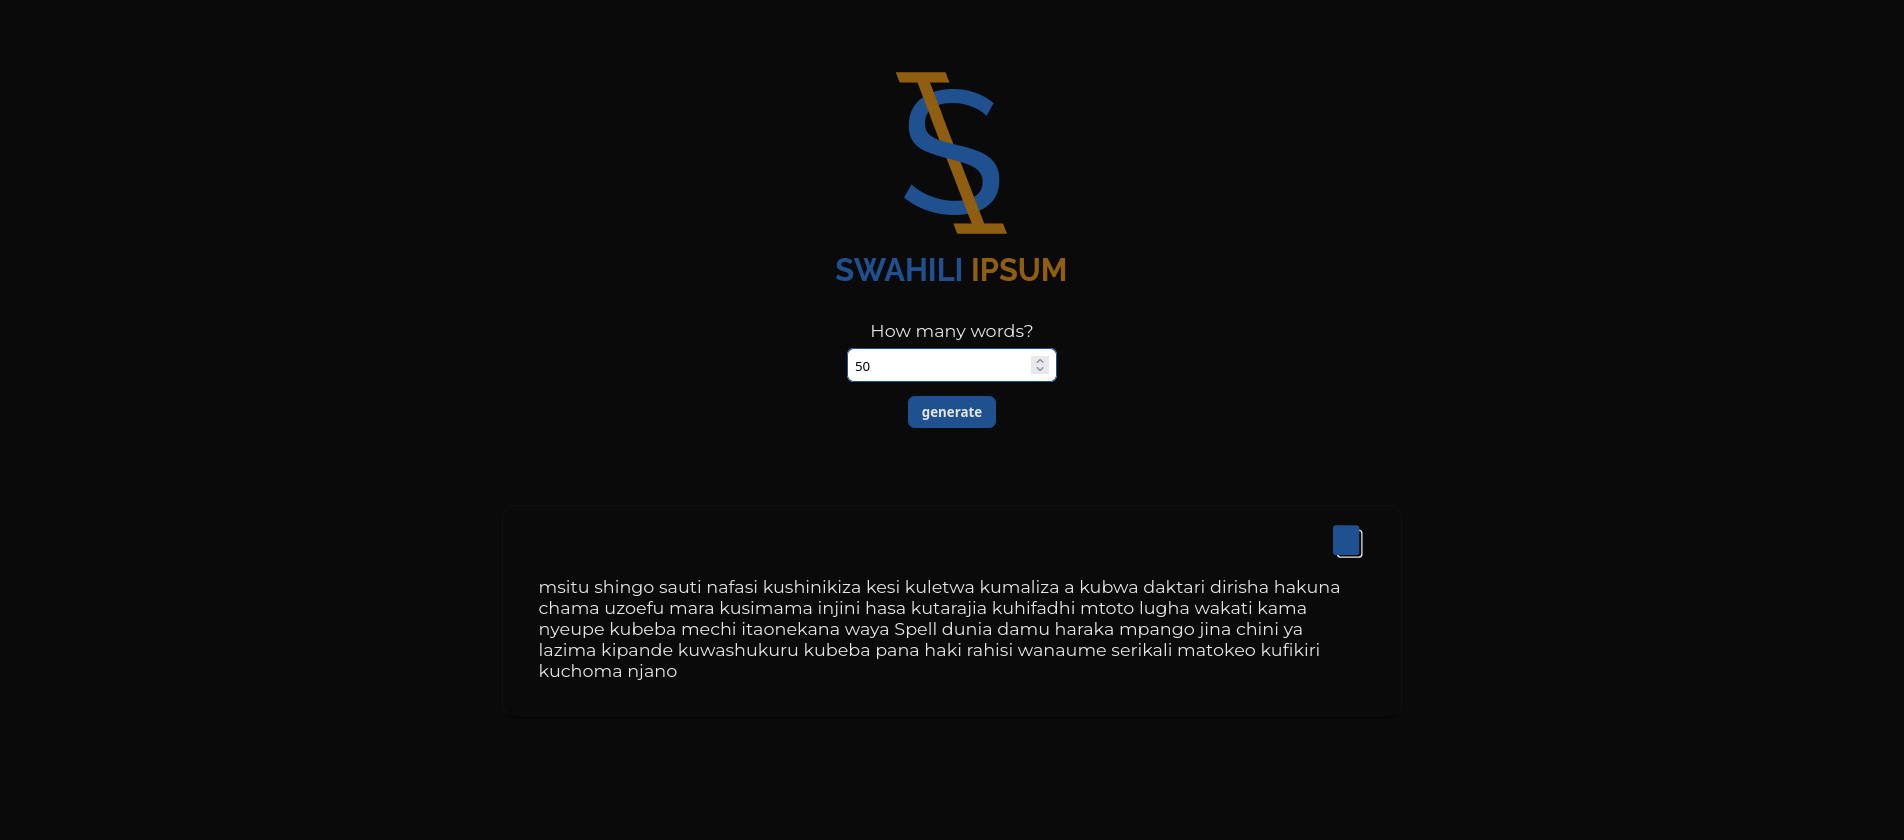 SWAHILI IPSUM
How many words?
50
generate
msitu shingo sauti nafasi kushinikiza kesi kuletwa kumaliza a kubwa daktari dirisha hakuna
chama uzoefu mara kusimama injini hasa kutarajia kuhifadhi mtoto lugha wakati kama
nyeupe kubeba mechi itaonekana waya Spell dunia damu haraka mpango jina chini ya
lazima kipande kuwashukuru kubeba pana haki rahisi wanaume serikali matokeo kufikiri
kuchoma njano